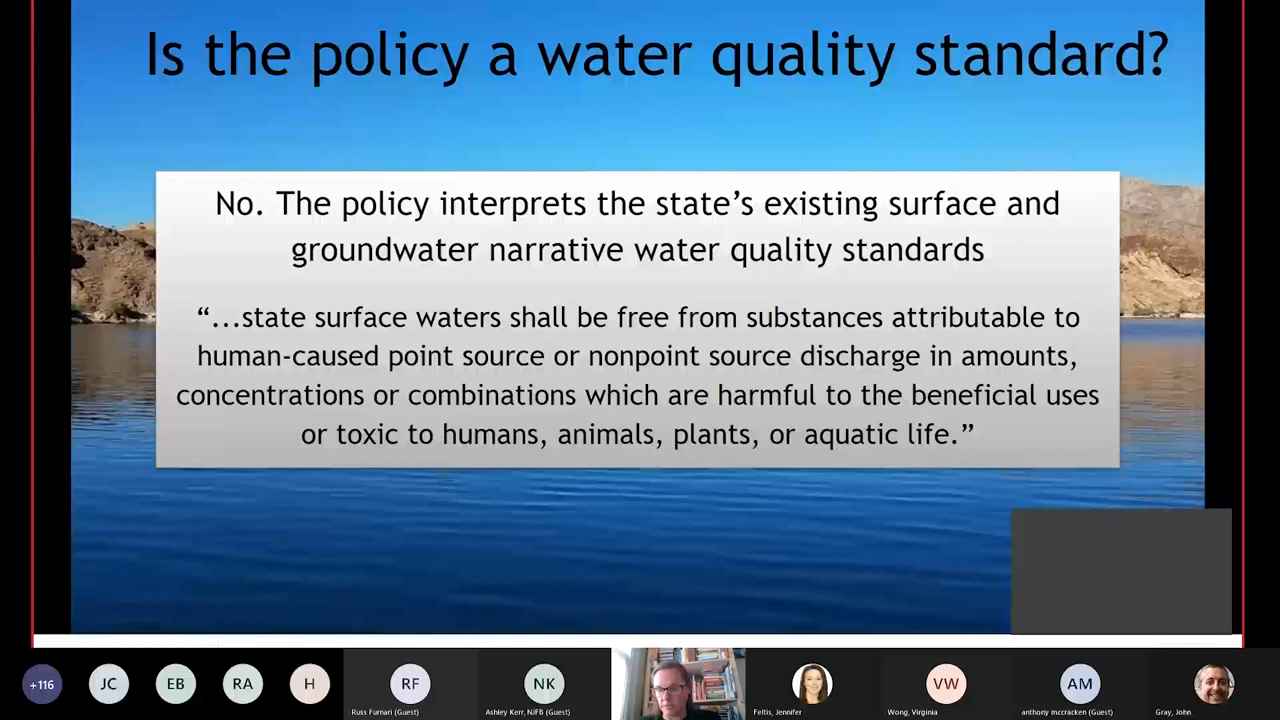 Is the policy a water quality standard?
No. The policy interprets the state’s existing surface and
groundwater narrative water quality standards
“...state surface waters shall be free from substances attributable to
human-caused point source or nonpoint source discharge in amounts,
concentrations or combinations which are harmful to the beneficial uses
or toxic to humans, animals, plants, or aquatic life.”
+116
JC
EB
RA
H
RF
NK
VW
AM
Russ Furnari (Guest)
Ashley Kerr, NJFB (Guest)
Feltis, Jennifer
Wong, Virginia
anthony mccracken (Guest)
Gray, John